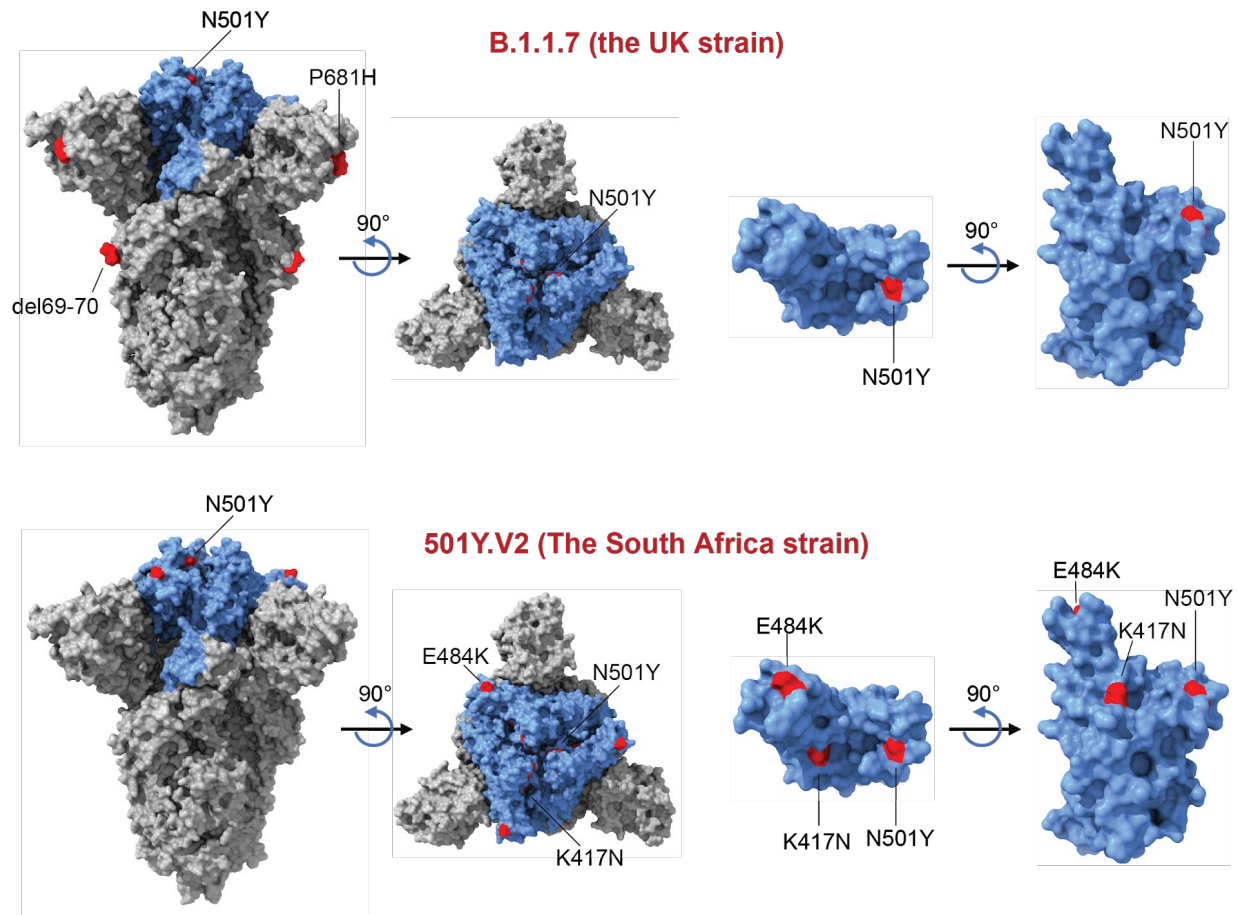 N501Y
B.1.1.7 (the UK strain)
P681H
N501Y
N501Y
90°
90°
del69-70
N501Y
N501Y
501Y.V2 (The South Africa strain)
E484K
N501Y
E484K
K417N
E484K
N501Y
90°
90°
K417N
K417N
N501Y